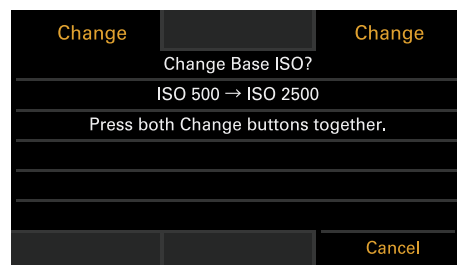 Change Change
Change Base ISO?
ISO 500 → ISO 2500
Press both Change buttons together.
Cancel